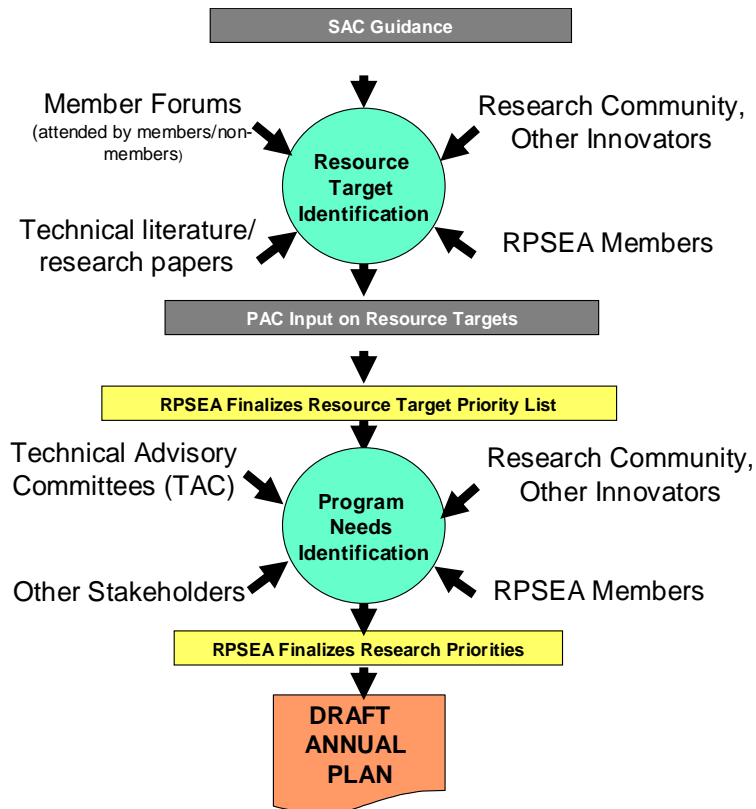 SAC Guidance
Member Forums
(attended by members/non-
members)
Research Community,
Other Innovators
Resource
Target
Identification
Technical literature/
research papers
RPSEA Members
PAC Input on Resource Targets
RPSEA Finalizes Resource Target Priority List
Technical Advisory
Committees (TAC)
Research Community,
Other Innovators
Program
Needs
Identification
Other Stakeholders
RPSEA Members
RPSEA Finalizes Research Priorities
DRAFT
ANNUAL
PLAN